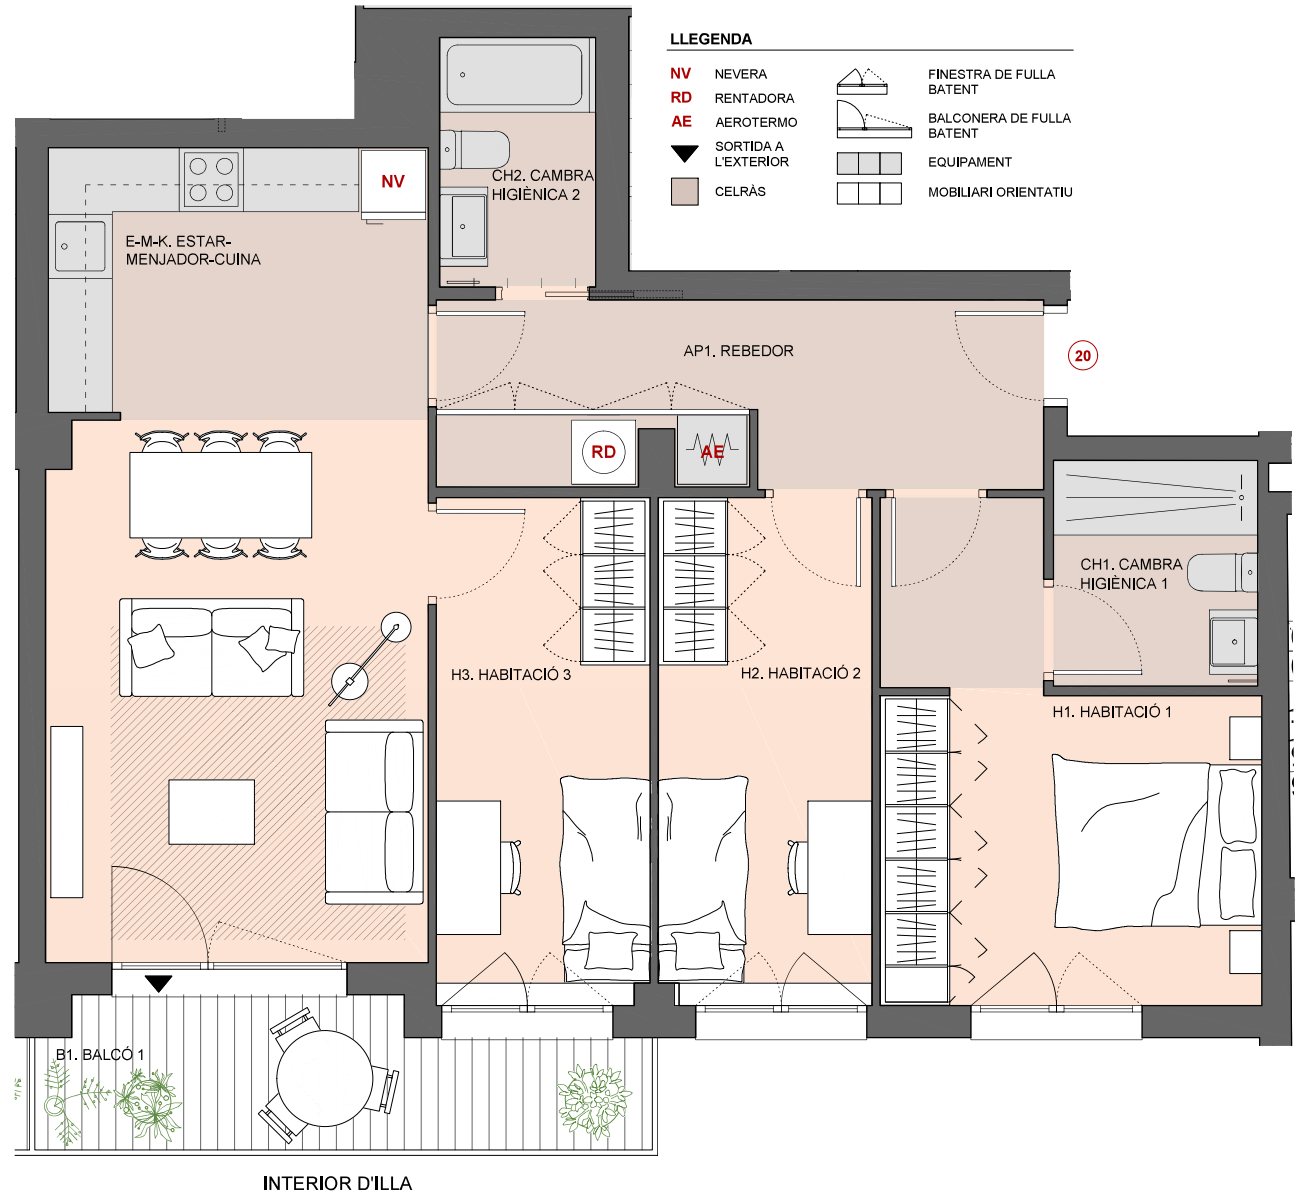 LLEGENDA
NV NEVERA
RD RENTADORA
AE AEROTERMO
SORTIDA A
L'EXTERIOR
CELRÀS
FINESTRA DE FULLA
BATENT
BALCONERA DE FULLA
BATENT
EQUIPAMENT
MOBILIARI ORIENTATIU
NV
CH2. CAMBRA
HIGIÈNICA 2
E-M-K. ESTAR-
MENJADOR-CUINA
AP1. REBEDOR
20
RD
AE
CH1. CAMBRA
HIGIÈNICA 1
H3. HABITACIÓ 3
H2. HABITACIÓ 2
H1. HABITACIÓ 1
B1. BALCÓ 1
INTERIOR D'ILLA